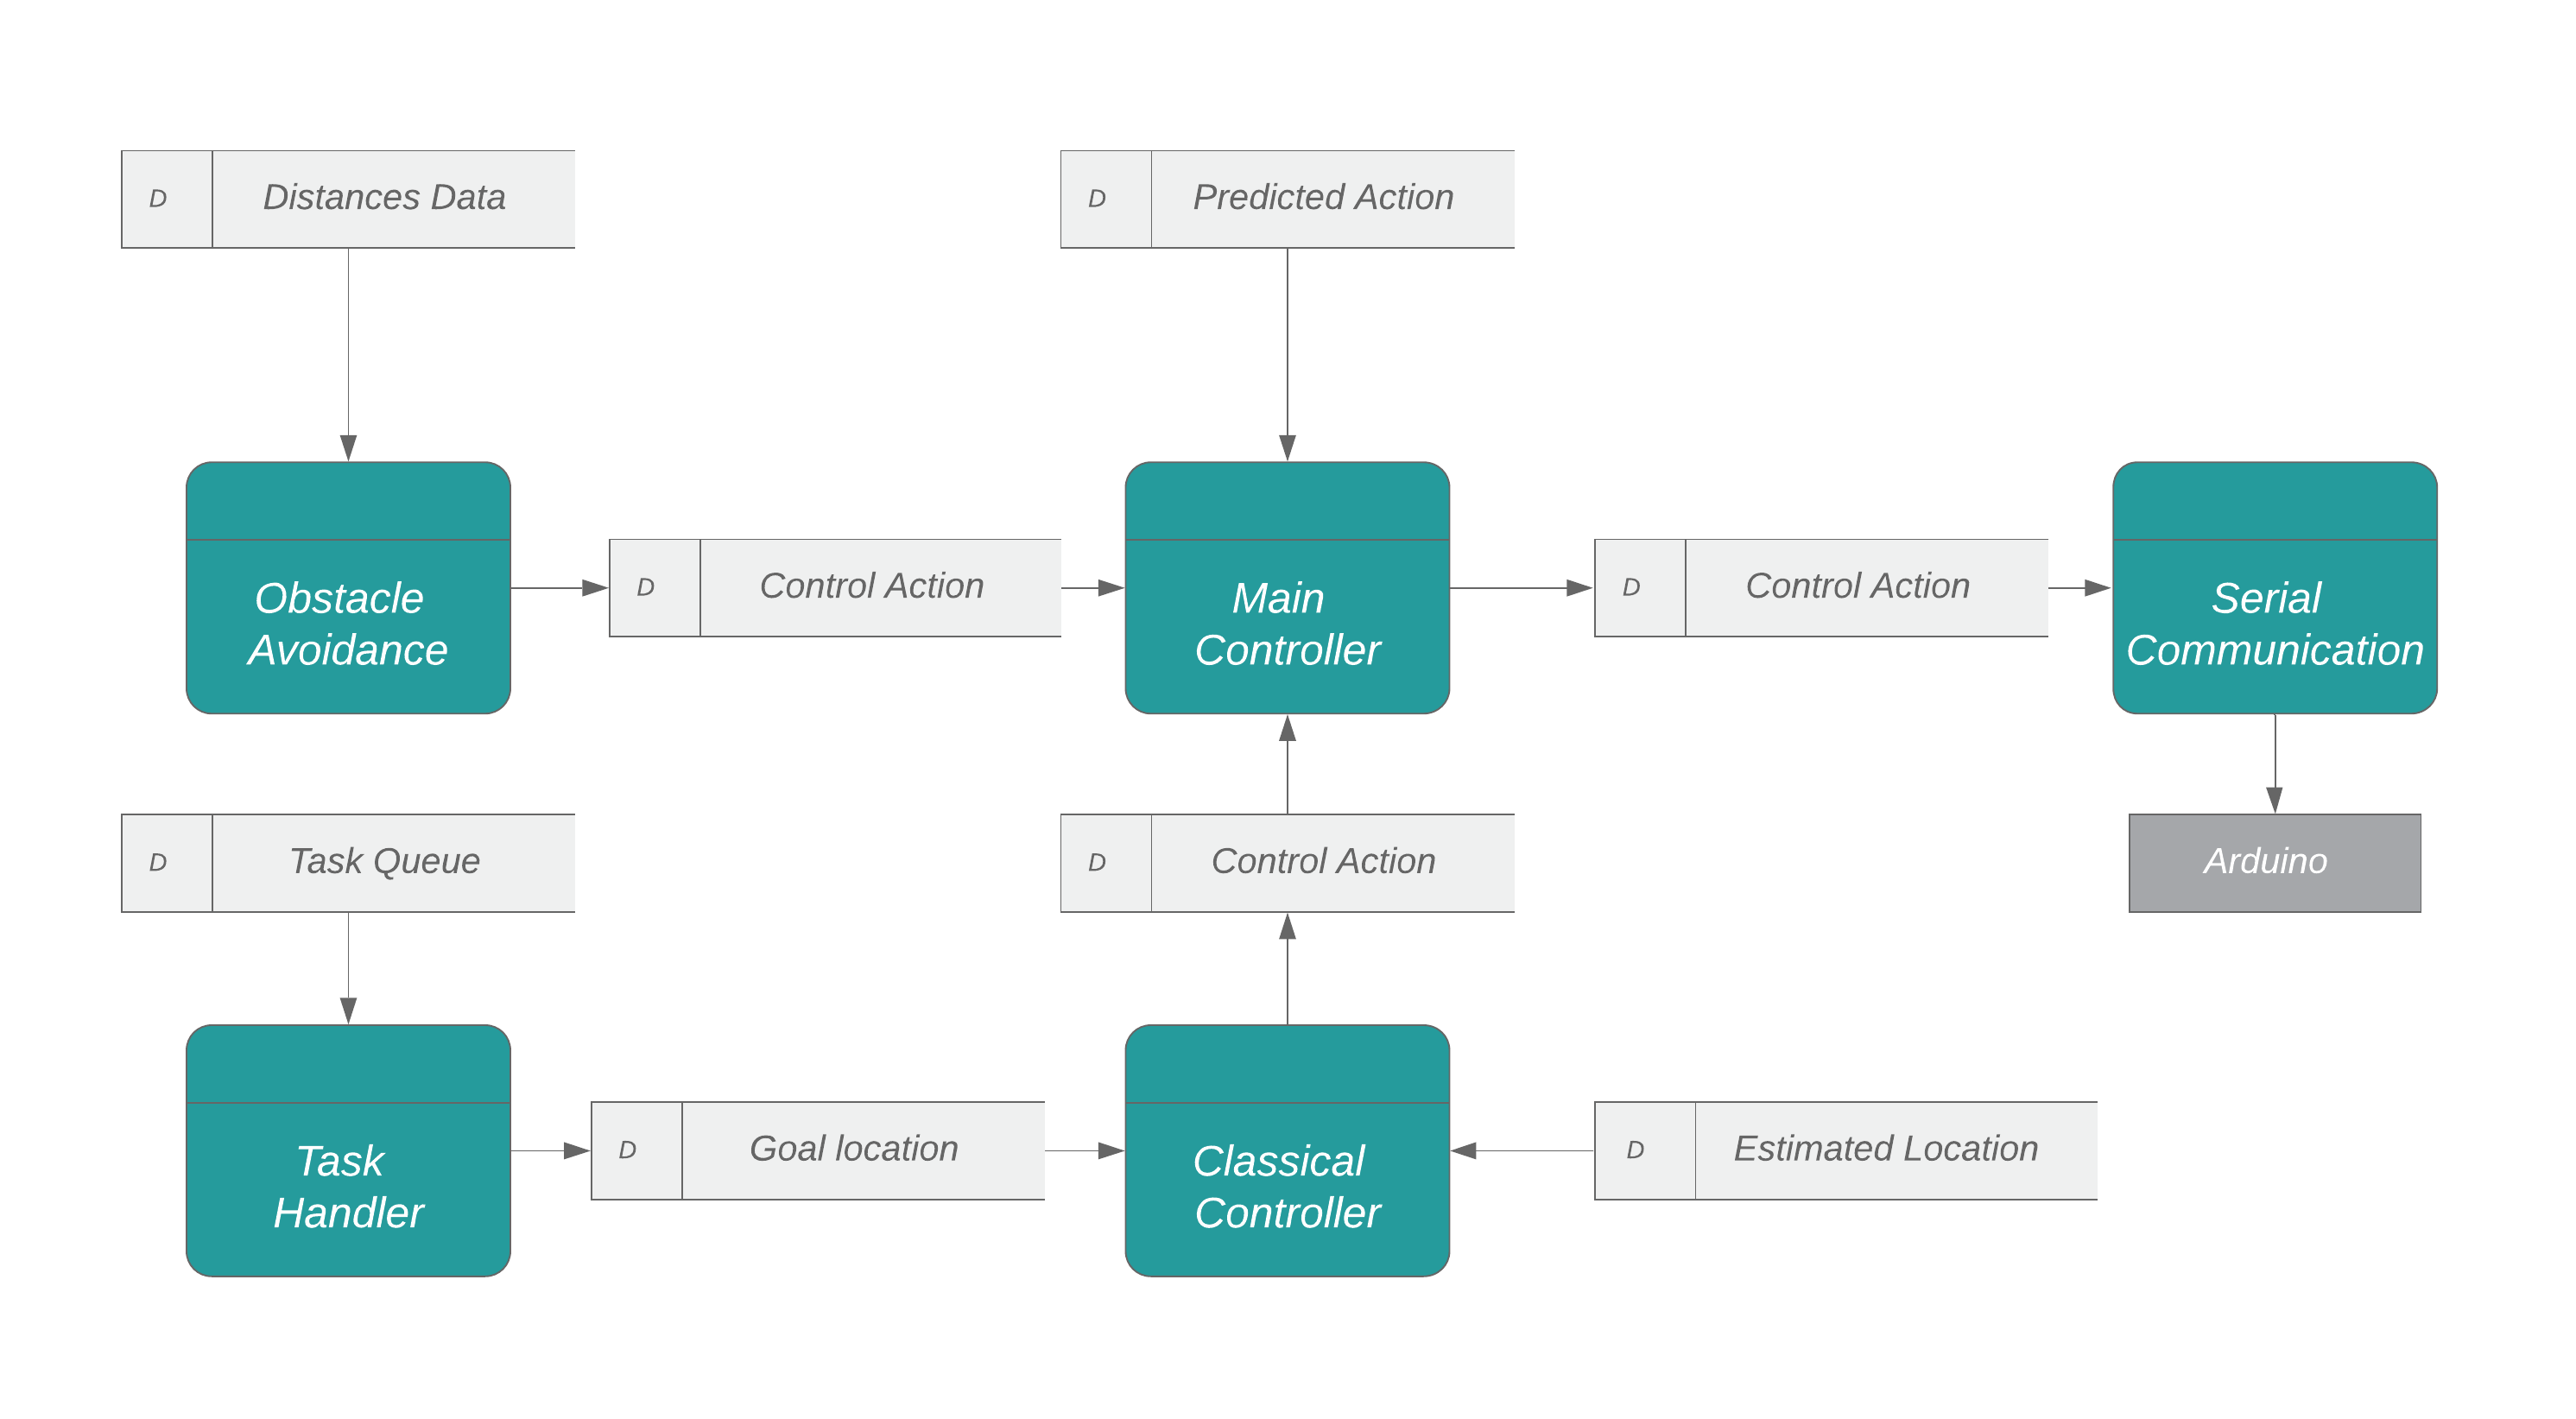 D
Distances Data
D
Predicted Action
Obstacle
Avoidance
D
Control Action
Main
Controller
D
Control Action
Serial
Communication
D
Task Queue
D
Control Action
Arduino
Task
Handler
D
Goal location
Classical
Controller
D
Estimated Location